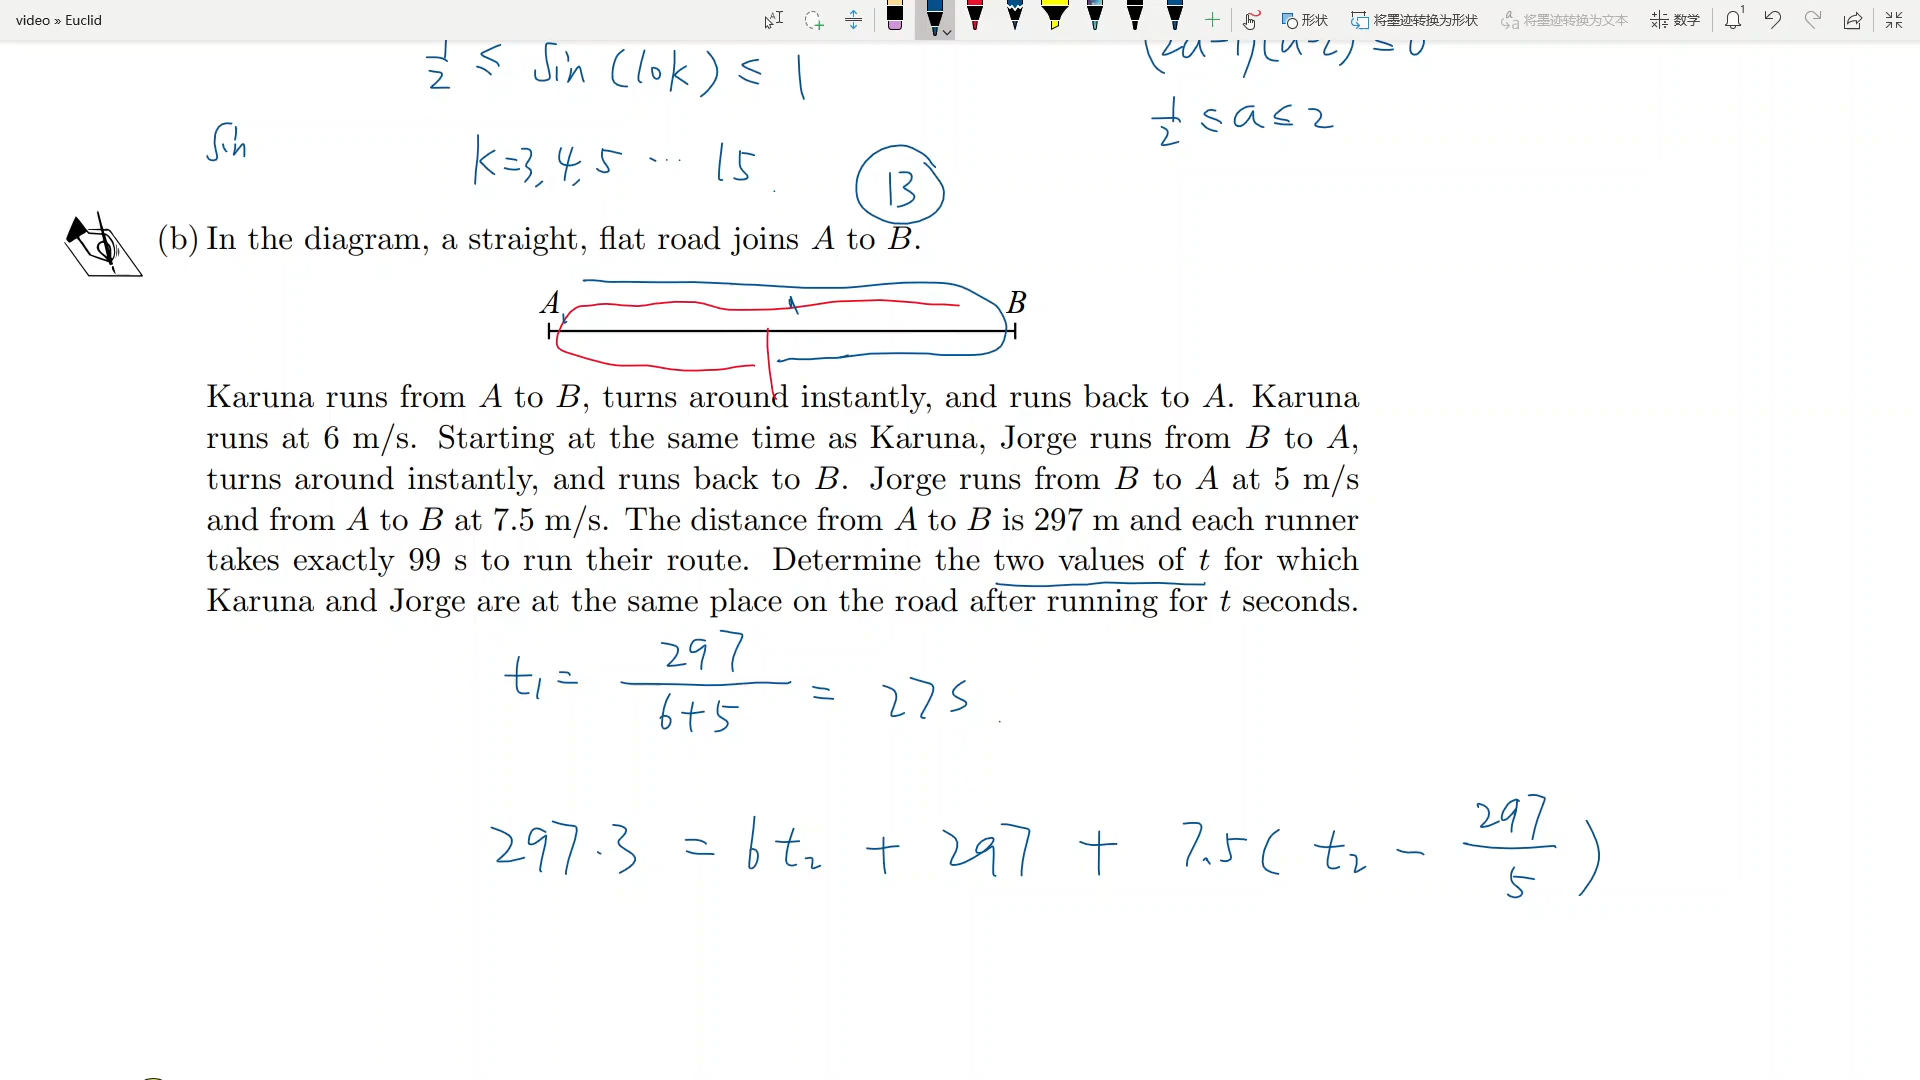 video » Euclid
形状 将墨迹转换为形状 将墨迹转换为文本 数学
1/2 ≤ Sin (10k) ≤ 1
(2a-1)(a-2) ≤ 0
1/2 ≤ a ≤ 2
Sin
k=3,4,5 ... 15
13
(b) In the diagram, a straight, flat road joins A to B.
A B
Karuna runs from A to B, turns around instantly, and runs back to A. Karuna
runs at 6 m/s. Starting at the same time as Karuna, Jorge runs from B to A,
turns around instantly, and runs back to B. Jorge runs from B to A at 5 m/s
and from A to B at 7.5 m/s. The distance from A to B is 297 m and each runner
takes exactly 99 s to run their route. Determine the two values of t for which
Karuna and Jorge are at the same place on the road after running for t seconds.
t₁ = 297/(6+5) = 27s
297·3 = 6t₂ + 297 + 7.5( t₂ - 297/5 )